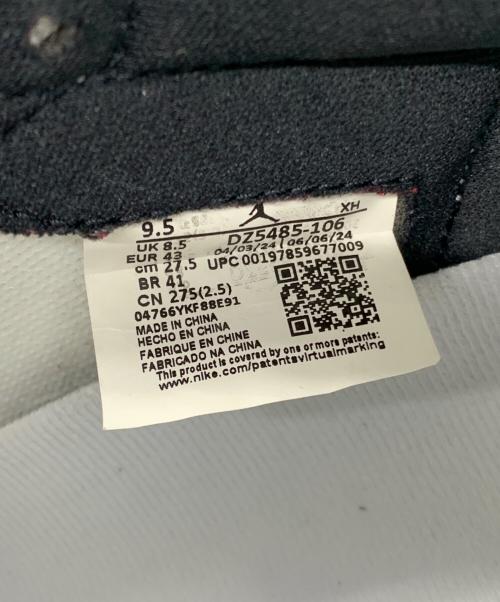 9.5 XH
UK 8.5 DZ5485-106
EUR 43 04/03/24 | 06/06/24
cm 27.5 UPC 00197859677009
BR 41
CN 275(2.5)
04766YKF88E91
MADE IN CHINA
HECHO EN CHINA
FABRIQUE EN CHINE
FABRICADO NA CHINA
This product is covered by one or more patents:
www.nike.com/patentsvirtualmarking